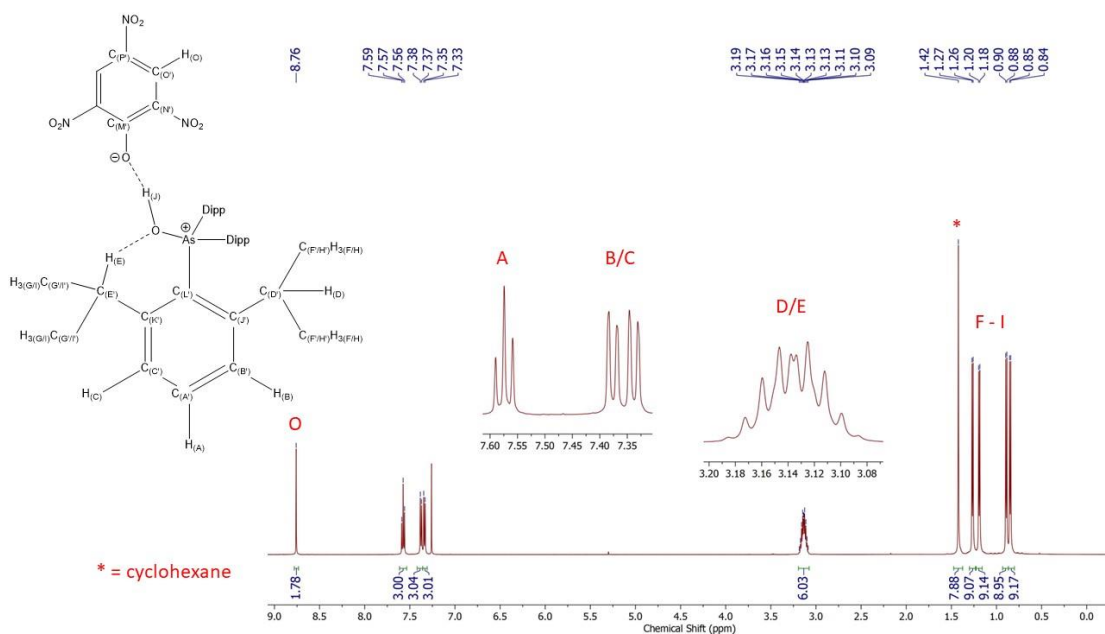 NO₂
C(P') H(O)
C(O')
C(N')
O₂N C(M') NO₂
⊖O
H(J)
Dipp
O ⊕As Dipp
C(F'/H')H₃(F/H)
H(E)
H₃(G/I)C(G'/I') C(E') C(L') C(D') H(D)
H₃(G/I)C(G'/I') C(K') C(J') C(F'/H')H₃(F/H)
C(C') C(B')
H(C) C(A') H(B)
H(A)
8.76
7.59
7.57
7.56
7.38
7.37
7.35
7.33
3.19
3.17
3.16
3.15
3.14
3.13
3.13
3.11
3.10
3.09
1.42
1.27
1.26
1.20
1.18
0.90
0.88
0.85
0.84
A B/C
7.60 7.55 7.50 7.45 7.40 7.35
D/E
3.20 3.18 3.16 3.14 3.12 3.10 3.08
*
F - I
O
* = cyclohexane
1.78 3.00 3.04 3.01 6.03 7.88 9.07 9.14 8.95 9.17
9.0 8.5 8.0 7.5 7.0 6.5 6.0 5.5 5.0 4.5 4.0 3.5 3.0 2.5 2.0 1.5 1.0 0.5 0.0
Chemical Shift (ppm)